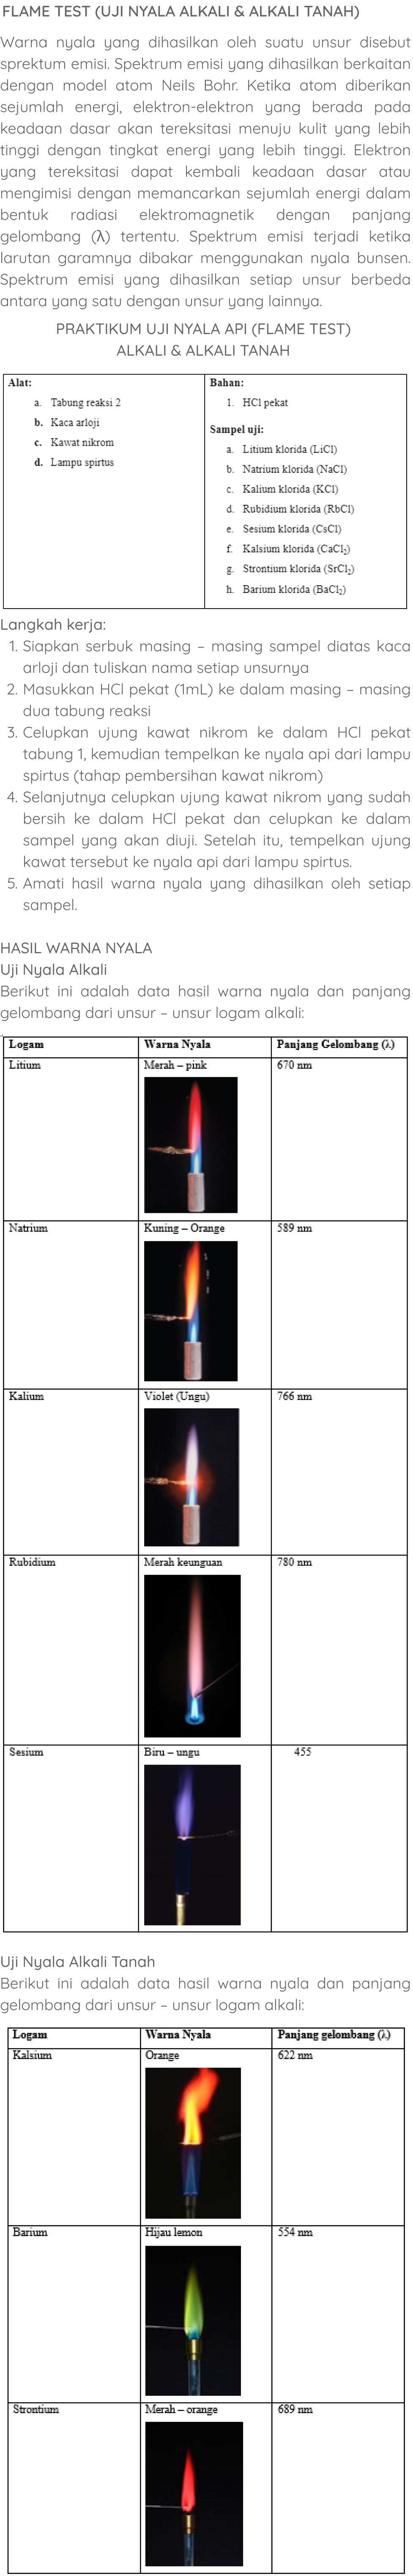 FLAME TEST (UJI NYALA ALKALI & ALKALI TANAH)
Warna nyala yang dihasilkan oleh suatu unsur disebut
sprektum emisi. Spektrum emisi yang dihasilkan berkaitan
dengan model atom Neils Bohr. Ketika atom diberikan
sejumlah energi, elektron-elektron yang berada pada
keadaan dasar akan tereksitasi menuju kulit yang lebih
tinggi dengan tingkat energi yang lebih tinggi. Elektron
yang tereksitasi dapat kembali keadaan dasar atau
mengimisi dengan memancarkan sejumlah energi dalam
bentuk radiasi elektromagnetik dengan panjang
gelombang (λ) tertentu. Spektrum emisi terjadi ketika
larutan garamnya dibakar menggunakan nyala bunsen.
Spektrum emisi yang dihasilkan setiap unsur berbeda
antara yang satu dengan unsur yang lainnya.
PRAKTIKUM UJI NYALA API (FLAME TEST)
ALKALI & ALKALI TANAH
Alat:
a. Tabung reaksi 2
b. Kaca arloji
c. Kawat nikrom
d. Lampu spirtus
Bahan:
1. HCl pekat
Sampel uji:
a. Litium klorida (LiCl)
b. Natrium klorida (NaCl)
c. Kalium klorida (KCl)
d. Rubidium klorida (RbCl)
e. Sesium klorida (CsCl)
f. Kalsium klorida (CaCl₂)
g. Strontium klorida (SrCl₂)
h. Barium klorida (BaCl₂)
Langkah kerja:
1. Siapkan serbuk masing – masing sampel diatas kaca
arloji dan tuliskan nama setiap unsurnya
2. Masukkan HCl pekat (1mL) ke dalam masing – masing
dua tabung reaksi
3. Celupkan ujung kawat nikrom ke dalam HCl pekat
tabung 1, kemudian tempelkan ke nyala api dari lampu
spirtus (tahap pembersihan kawat nikrom)
4. Selanjutnya celupkan ujung kawat nikrom yang sudah
bersih ke dalam HCl pekat dan celupkan ke dalam
sampel yang akan diuji. Setelah itu, tempelkan ujung
kawat tersebut ke nyala api dari lampu spirtus.
5. Amati hasil warna nyala yang dihasilkan oleh setiap
sampel.
HASIL WARNA NYALA
Uji Nyala Alkali
Berikut ini adalah data hasil warna nyala dan panjang
gelombang dari unsur – unsur logam alkali:
Logam Warna Nyala Panjang Gelombang (λ)
Litium Merah – pink 670 nm
Natrium Kuning – Orange 589 nm
Kalium Violet (Ungu) 766 nm
Rubidium Merah keunguan 780 nm
Sesium Biru – ungu 455
Uji Nyala Alkali Tanah
Berikut ini adalah data hasil warna nyala dan panjang
gelombang dari unsur – unsur logam alkali:
Logam Warna Nyala Panjang gelombang (λ)
Kalsium Orange 622 nm
Barium Hijau lemon 554 nm
Strontium Merah – orange 689 nm